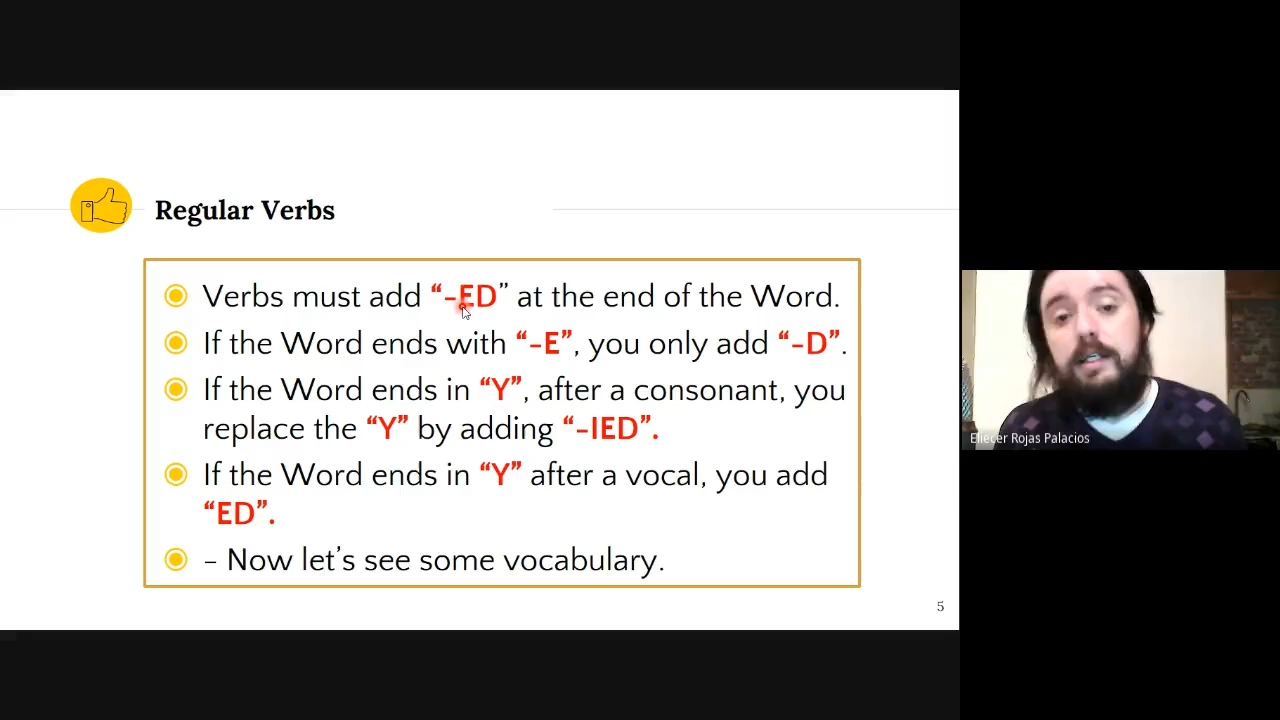 Regular Verbs
Verbs must add “-ED” at the end of the Word.
If the Word ends with “-E”, you only add “-D”.
If the Word ends in “Y”, after a consonant, you
replace the “Y” by adding “-IED”.
If the Word ends in “Y” after a vocal, you add
“ED”.
– Now let’s see some vocabulary.
5
Eliecer Rojas Palacios